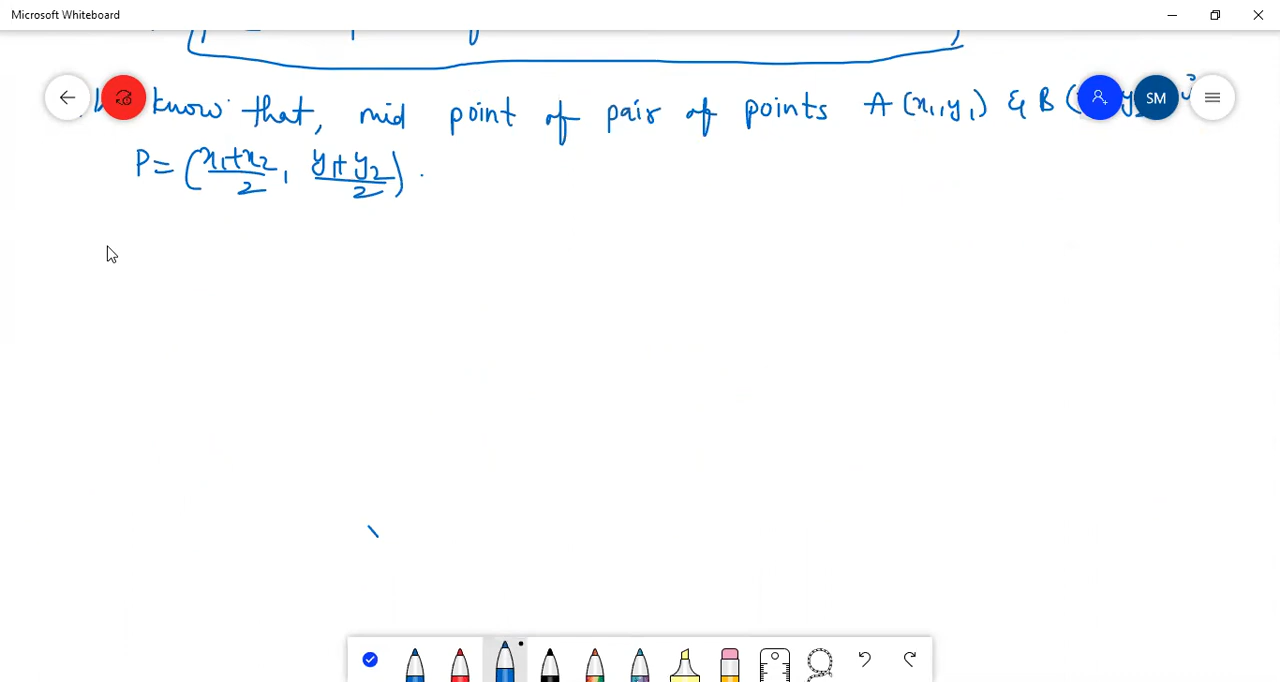 Microsoft Whiteboard
know that, mid point of pair of points A(x₁,y₁) & B
SM
P = (x₁+x₂/2, y₁+y₂/2).